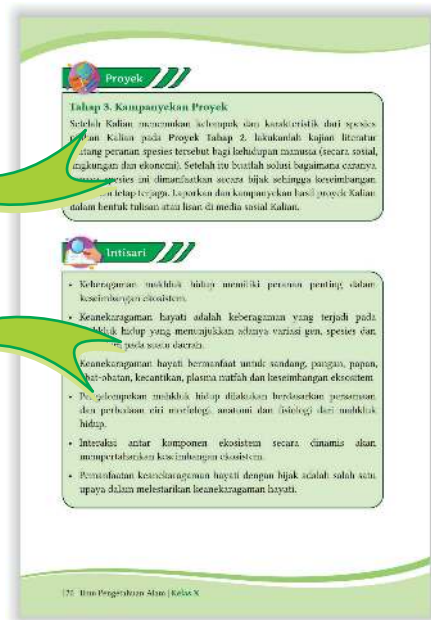 Proyek
Tahap 3. Kampanyekan Proyek
Setelah Kalian menemukan kelompok dan karakteristik dari spesies
Kalian pada Proyek Tahap 2, lakukanlah kajian literatur
tentang peranan spesies tersebut bagi kehidupan manusia (secara sosial,
lingkungan dan ekonomi). Setelah itu buatlah solusi bagaimana caranya
spesies ini dimanfaatkan secara bijak sehingga keseimbangan
tetap terjaga. Laporkan dan kampanyekan hasil proyek Kalian
dalam bentuk tulisan atau lisan di media sosial Kalian.
Intisari
• Keberagaman makhluk hidup memiliki peranan penting dalam
keseimbangan ekosistem.
• Keanekaragaman hayati adalah keberagaman yang terjadi pada
makhluk hidup yang menunjukkan adanya variasi gen, spesies dan
pada suatu daerah.
Keanekaragaman hayati bermanfaat untuk sandang, pangan, papan,
obat-obatan, kecantikan, plasma nutfah dan keseimbangan ekosistem
• Pengelompokan makhluk hidup dilakukan berdasarkan persamaan
dan perbedaan ciri morfologi, anatomi dan fisiologi dari makhluk
hidup.
• Interaksi antar komponen ekosistem secara dinamis akan
mempertahankan keseimbangan ekosistem.
• Pemanfaatan keanekaragaman hayati dengan bijak adalah salah satu
upaya dalam melestarikan keanekaragaman hayati.
Ilmu Pengetahuan Alam | Kelas X